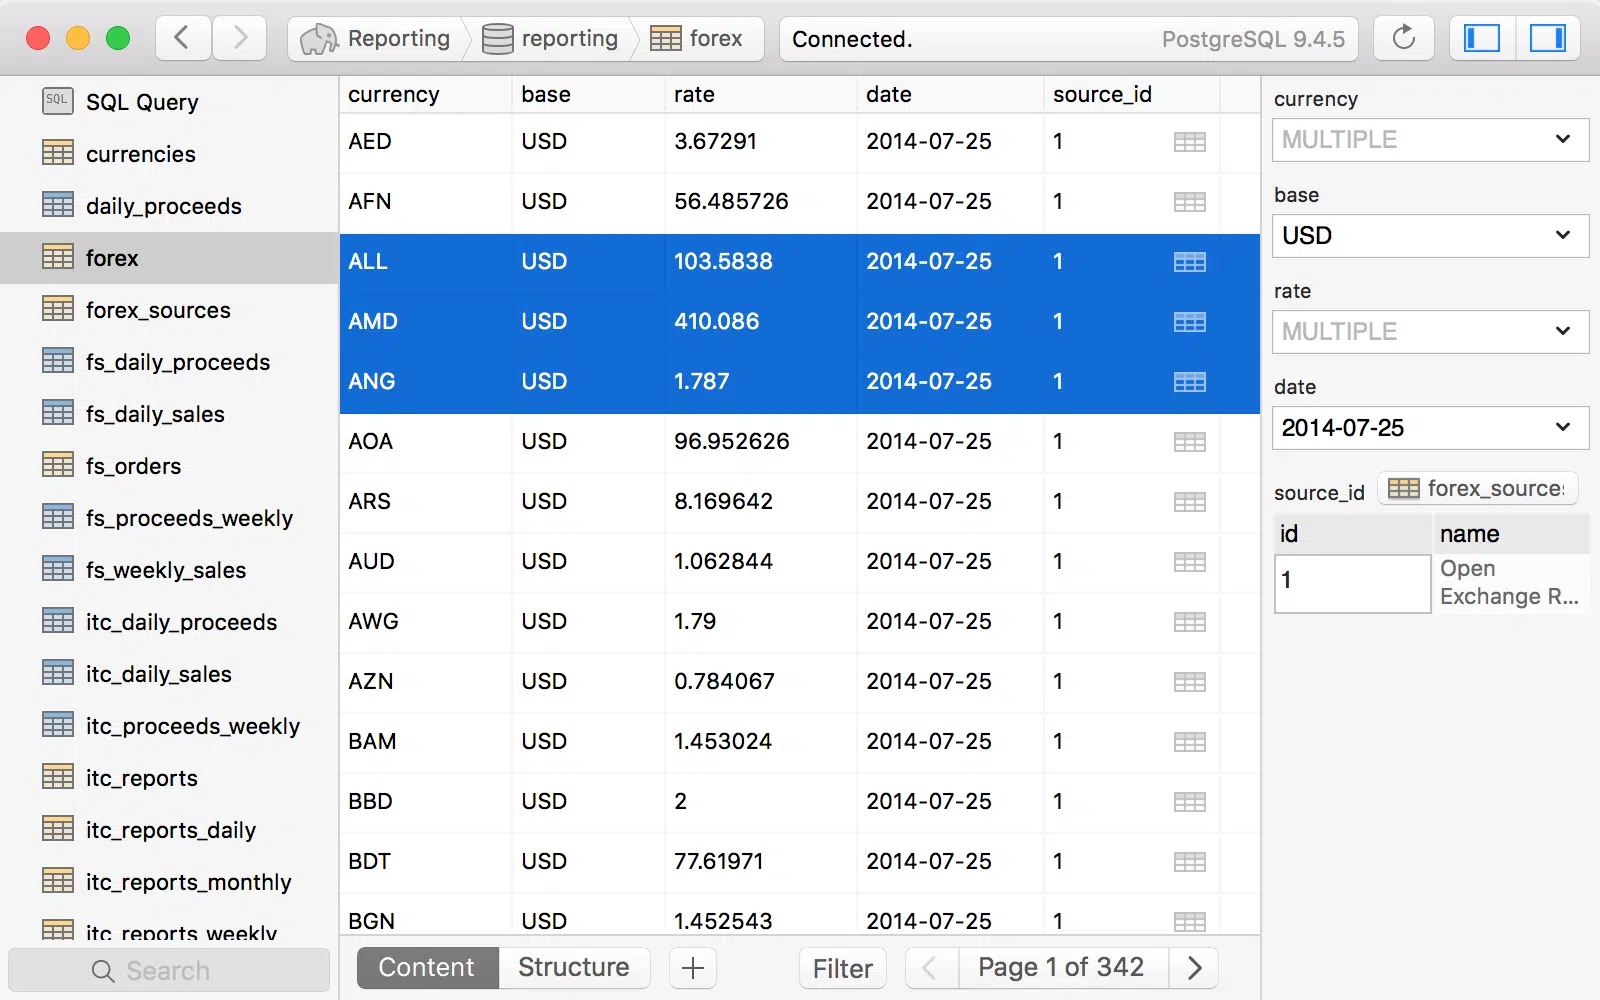 Reporting reporting forex Connected. PostgreSQL 9.4.5
SQL SQL Query
currencies
daily_proceeds
forex
forex_sources
fs_daily_proceeds
fs_daily_sales
fs_orders
fs_proceeds_weekly
fs_weekly_sales
itc_daily_proceeds
itc_daily_sales
itc_proceeds_weekly
itc_reports
itc_reports_daily
itc_reports_monthly
itc_reports_weekly
Search
currency base rate date source_id
AED USD 3.67291 2014-07-25 1
AFN USD 56.485726 2014-07-25 1
ALL USD 103.5838 2014-07-25 1
AMD USD 410.086 2014-07-25 1
ANG USD 1.787 2014-07-25 1
AOA USD 96.952626 2014-07-25 1
ARS USD 8.169642 2014-07-25 1
AUD USD 1.062844 2014-07-25 1
AWG USD 1.79 2014-07-25 1
AZN USD 0.784067 2014-07-25 1
BAM USD 1.453024 2014-07-25 1
BBD USD 2 2014-07-25 1
BDT USD 77.61971 2014-07-25 1
BGN USD 1.452543 2014-07-25 1
Content Structure + Filter Page 1 of 342
currency
MULTIPLE
base
USD
rate
MULTIPLE
date
2014-07-25
source_id forex_source
id name
1 Open
Exchange R...